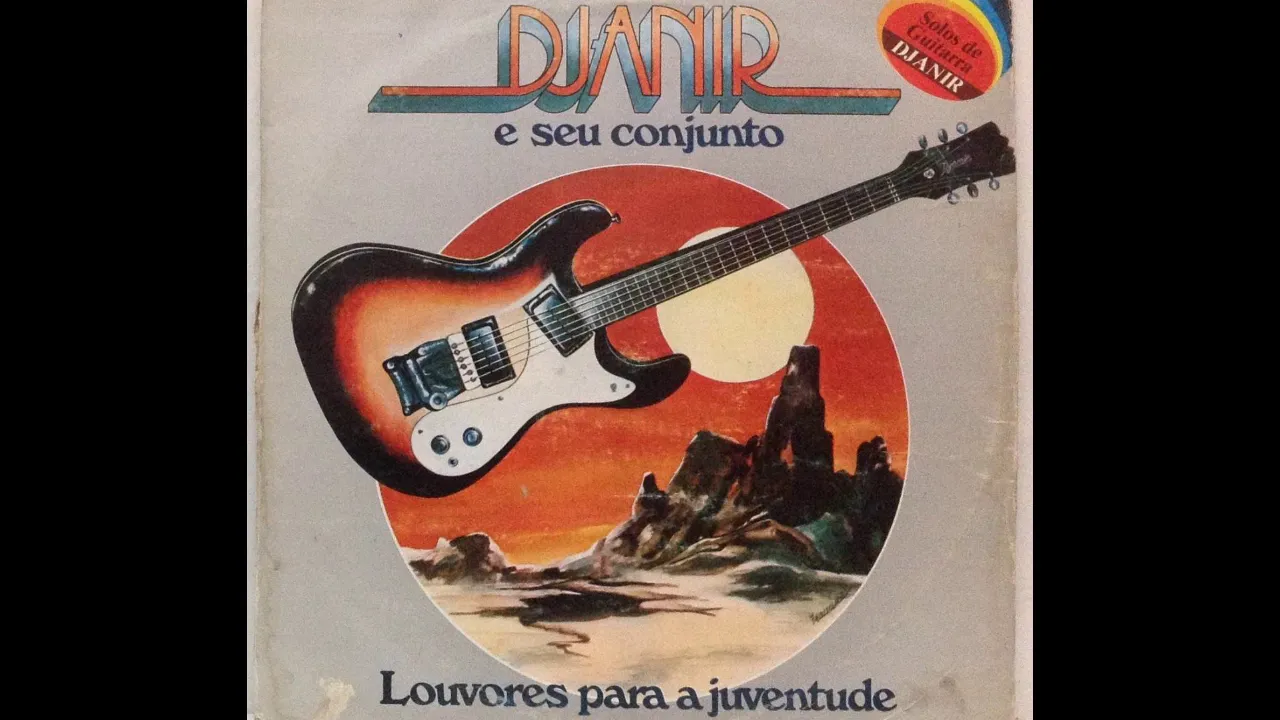 DJANIR
e seu conjunto
Solos de
Guitarra
DJANIR
Louvores para a juventude